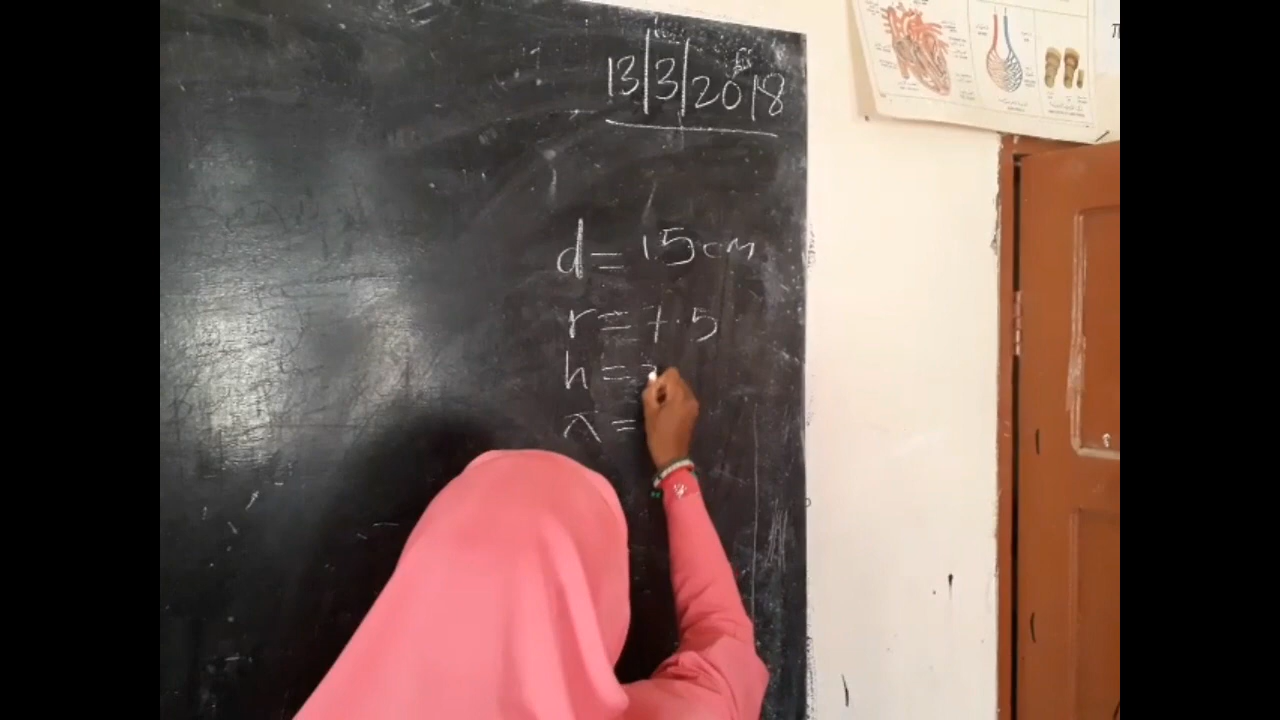 13/3/2018
d = 15 cm
r = 7.5
h =
π =
π